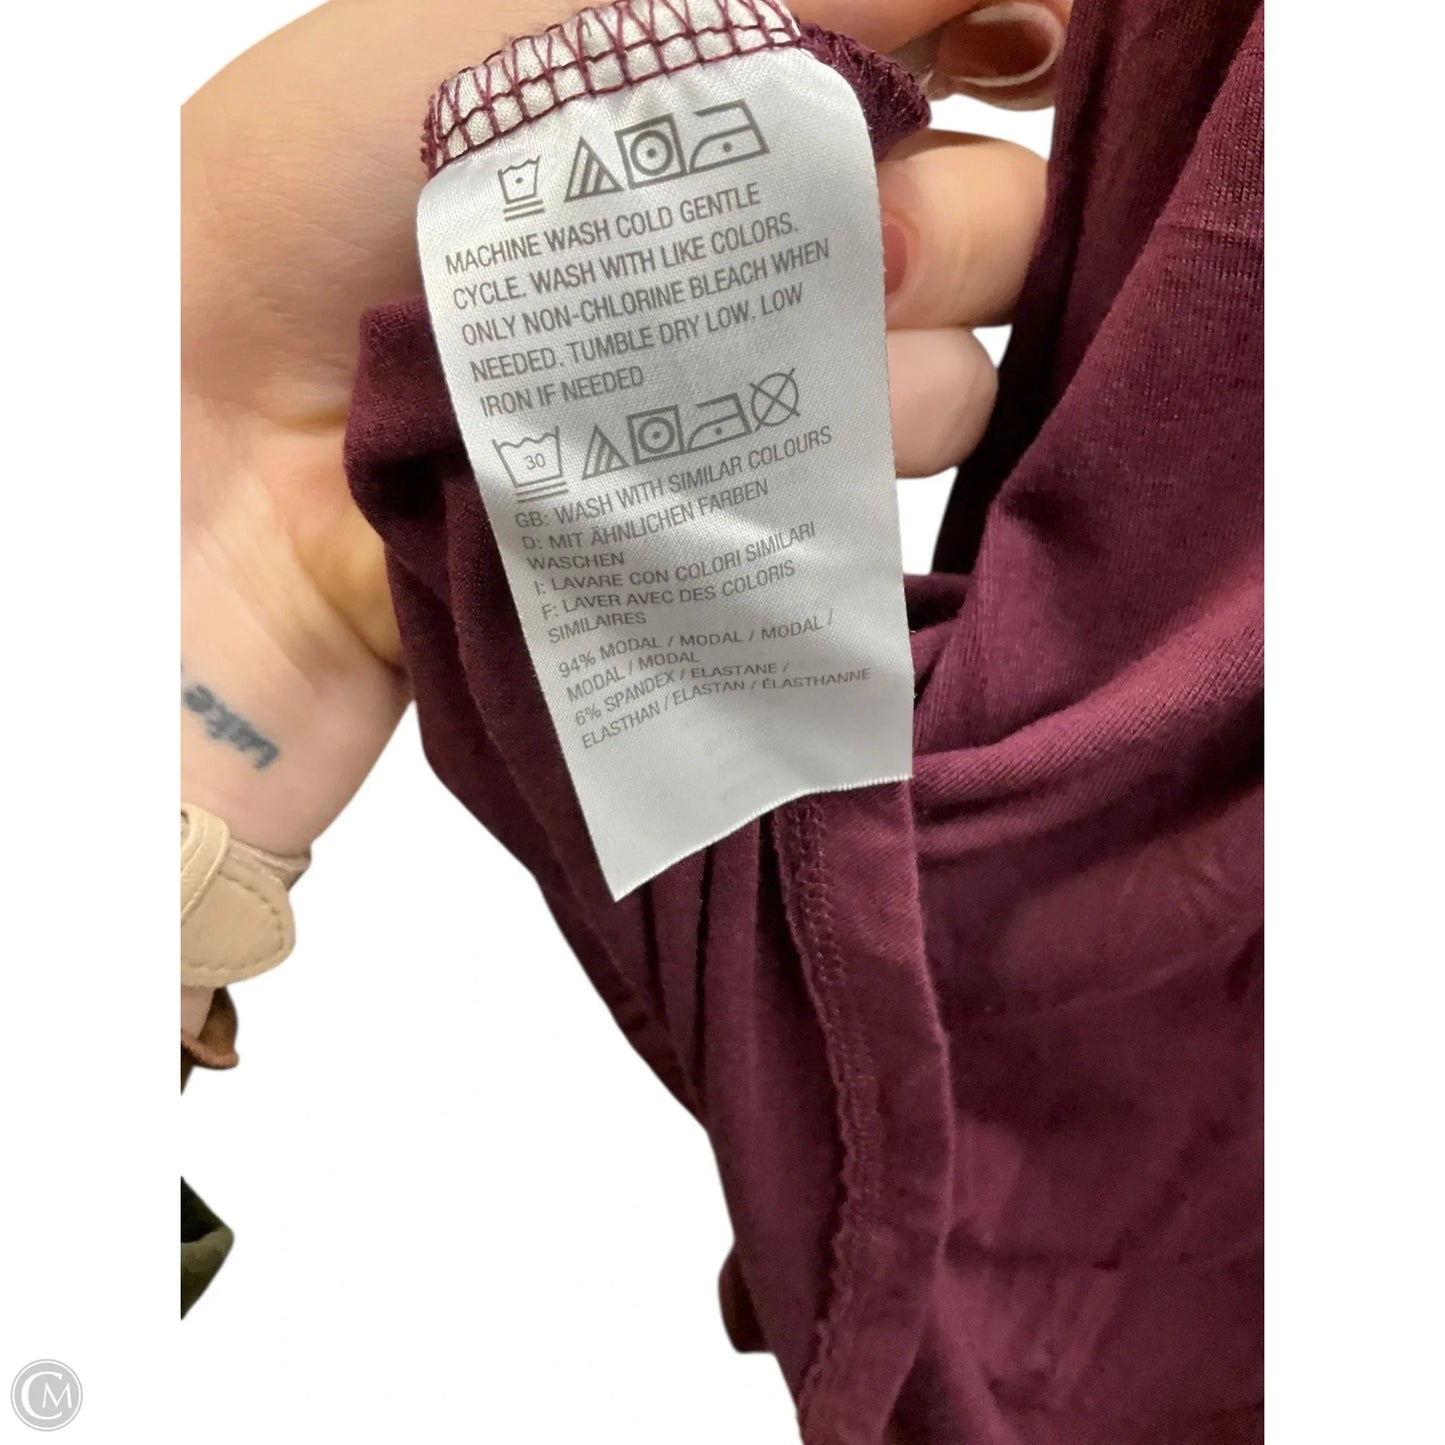 MACHINE WASH COLD GENTLE
CYCLE. WASH WITH LIKE COLORS.
ONLY NON-CHLORINE BLEACH WHEN
NEEDED. TUMBLE DRY LOW. LOW
IRON IF NEEDED
30
GB: WASH WITH SIMILAR COLOURS
D: MIT ÄHNLICHEN FARBEN
WASCHEN
I: LAVARE CON COLORI SIMILARI
F: LAVER AVEC DES COLORIS
SIMILAIRES
94% MODAL / MODAL / MODAL /
MODAL / MODAL
6% SPANDEX / ELASTANE /
ELASTHAN / ELASTAN / ÉLASTHANNE
CM